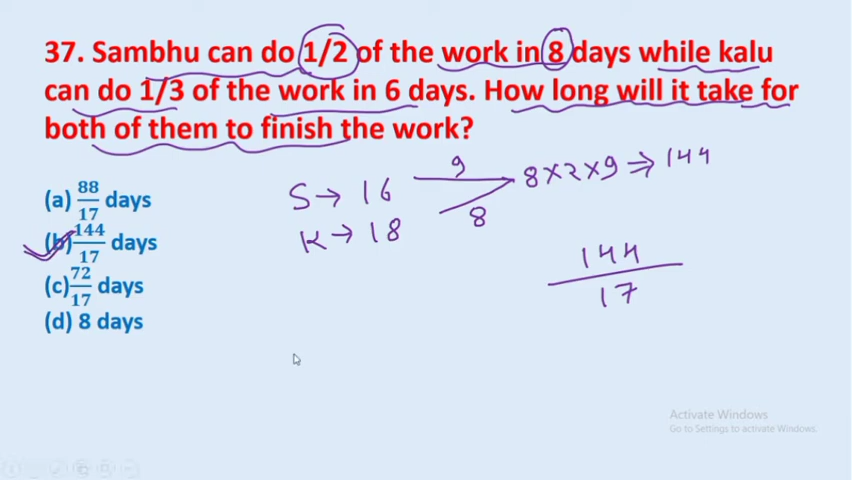 37. Sambhu can do 1/2 of the work in 8 days while kalu
can do 1/3 of the work in 6 days. How long will it take for
both of them to finish the work?
(a) 88/17 days
(b) 144/17 days
(c) 72/17 days
(d) 8 days
S → 16
K → 18
9
8
8×2×9 ⇒ 144
144/17
Activate Windows
Go to Settings to activate Windows.